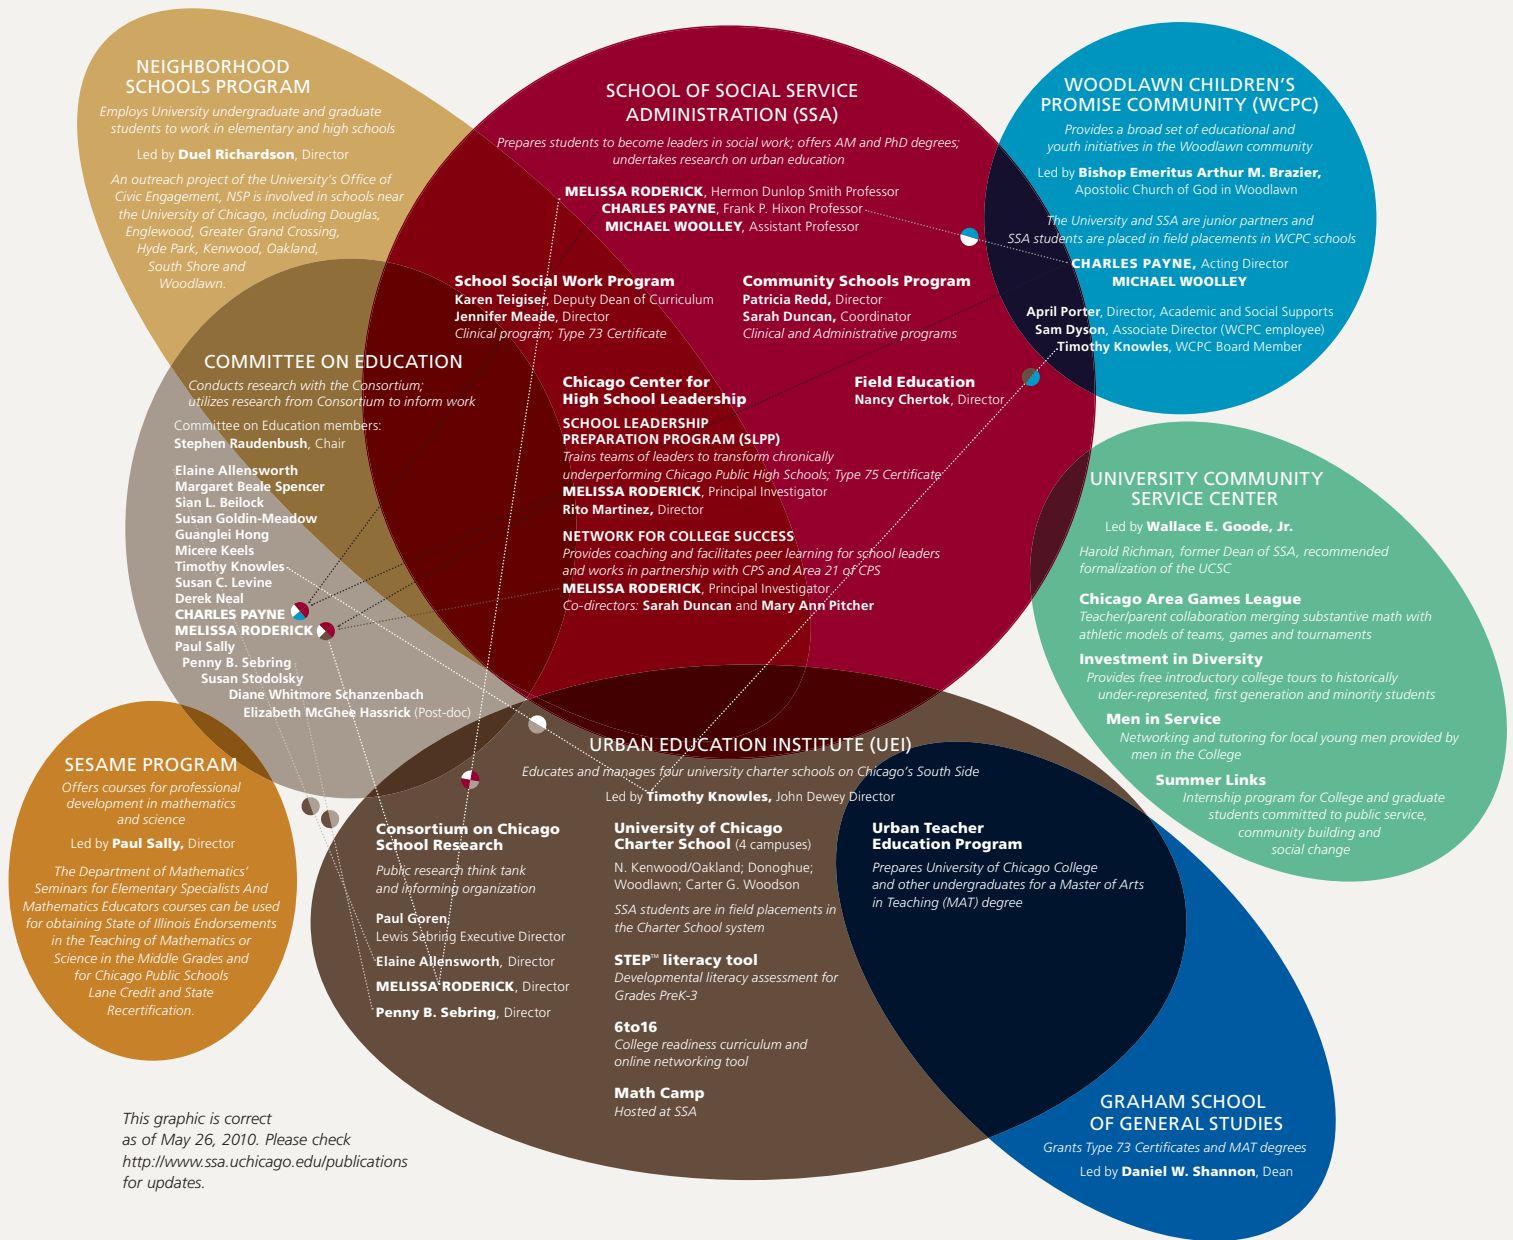 NEIGHBORHOOD
SCHOOLS PROGRAM
Employs University undergraduate and graduate
students to work in elementary and high schools
Led by Duel Richardson, Director
An outreach project of the University's Office of
Civic Engagement, NSP is involved in schools near
the University of Chicago, including Douglas,
Englewood, Greater Grand Crossing,
Hyde Park, Kenwood, Oakland,
South Shore and
Woodlawn.
SCHOOL OF SOCIAL SERVICE
ADMINISTRATION (SSA)
Prepares students to become leaders in social work; offers AM and PhD degrees;
undertakes research on urban education
MELISSA RODERICK, Hermon Dunlop Smith Professor
CHARLES PAYNE, Frank P. Hixon Professor
MICHAEL WOOLLEY, Assistant Professor
School Social Work Program
Karen Teigiser, Deputy Dean of Curriculum
Jennifer Meade, Director
Clinical program; Type 73 Certificate
Community Schools Program
Patricia Redd, Director
Sarah Duncan, Coordinator
Clinical and Administrative programs
Chicago Center for
High School Leadership
SCHOOL LEADERSHIP
PREPARATION PROGRAM (SLPP)
Trains teams of leaders to transform chronically
underperforming Chicago Public High Schools; Type 75 Certificate
MELISSA RODERICK, Principal Investigator
Rito Martinez, Director
NETWORK FOR COLLEGE SUCCESS
Provides coaching and facilitates peer learning for school leaders
and works in partnership with CPS and Area 21 of CPS
MELISSA RODERICK, Principal Investigator
Co-directors: Sarah Duncan and Mary Ann Pitcher
Field Education
Nancy Chertok, Director
WOODLAWN CHILDREN'S
PROMISE COMMUNITY (WCPC)
Provides a broad set of educational and
youth initiatives in the Woodlawn community
Led by Bishop Emeritus Arthur M. Brazier,
Apostolic Church of God in Woodlawn
The University and SSA are junior partners and
SSA students are placed in field placements in WCPC schools
CHARLES PAYNE, Acting Director
MICHAEL WOOLLEY
April Porter, Director, Academic and Social Supports
Sam Dyson, Associate Director (WCPC employee)
Timothy Knowles, WCPC Board Member
COMMITTEE ON EDUCATION
Conducts research with the Consortium;
utilizes research from Consortium to inform work
Committee on Education members:
Stephen Raudenbush, Chair
Elaine Allensworth
Margaret Beale Spencer
Sian L. Beilock
Susan Goldin-Meadow
Guanglei Hong
Micere Keels
Timothy Knowles
Susan C. Levine
Derek Neal
CHARLES PAYNE
MELISSA RODERICK
Paul Sally
Penny B. Sebring
Susan Stodolsky
Diane Whitmore Schanzenbach
Elizabeth McGhee Hassrick (Post-doc)
UNIVERSITY COMMUNITY
SERVICE CENTER
Led by Wallace E. Goode, Jr.
Harold Richman, former Dean of SSA, recommended
formalization of the UCSC
Chicago Area Games League
Teacher/parent collaboration merging substantive math with
athletic models of teams, games and tournaments
Investment in Diversity
Provides free introductory college tours to historically
under-represented, first generation and minority students
Men in Service
Networking and tutoring for local young men provided by
men in the College
Summer Links
Internship program for College and graduate
students committed to public service,
community building and
social change
SESAME PROGRAM
Offers courses for professional
development in mathematics
and science
Led by Paul Sally, Director
The Department of Mathematics'
Seminars for Elementary Specialists And
Mathematics Educators courses can be used
for obtaining State of Illinois Endorsements
in the Teaching of Mathematics or
Science in the Middle Grades and
for Chicago Public Schools
Lane Credit and State
Recertification.
URBAN EDUCATION INSTITUTE (UEI)
Educates and manages four university charter schools on Chicago's South Side
Led by Timothy Knowles, John Dewey Director
Consortium on Chicago
School Research
Public research think tank
and informing organization
Paul Goren,
Lewis Sebring Executive Director
Elaine Allensworth, Director
MELISSA RODERICK, Director
Penny B. Sebring, Director
University of Chicago
Charter School (4 campuses)
N. Kenwood/Oakland; Donoghue;
Woodlawn; Carter G. Woodson
SSA students are in field placements in
the Charter School system
STEP™ literacy tool
Developmental literacy assessment for
Grades PreK-3
6to16
College readiness curriculum and
online networking tool
Math Camp
Hosted at SSA
Urban Teacher
Education Program
Prepares University of Chicago College
and other undergraduates for a Master of Arts
in Teaching (MAT) degree
GRAHAM SCHOOL
OF GENERAL STUDIES
Grants Type 73 Certificates and MAT degrees
Led by Daniel W. Shannon, Dean
This graphic is correct
as of May 26, 2010. Please check
http://www.ssa.uchicago.edu/publications
for updates.